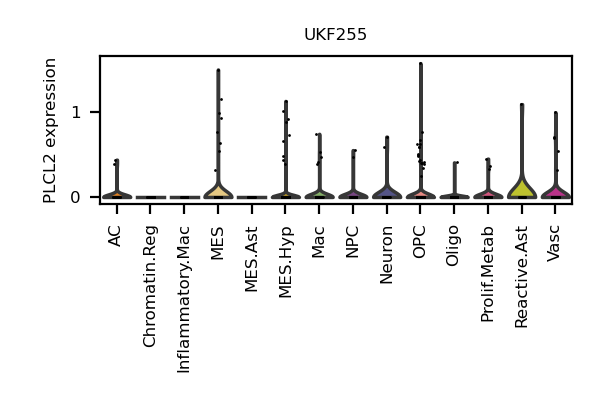 UKF255
PLCL2 expression
1
0
AC
Chromatin.Reg
Inflammatory.Mac
MES
MES.Ast
MES.Hyp
Mac
NPC
Neuron
OPC
Oligo
Prolif.Metab
Reactive.Ast
Vasc